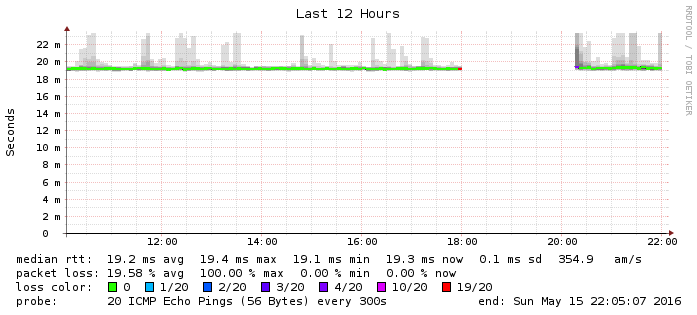 Last 12 Hours
RRDTOOL / TOBI OETIKER
Seconds
22 m
20 m
18 m
16 m
14 m
12 m
10 m
8 m
6 m
4 m
2 m
0
12:00 14:00 16:00 18:00 20:00 22:00
median rtt: 19.2 ms avg 19.4 ms max 19.1 ms min 19.3 ms now 0.1 ms sd 354.9 am/s
packet loss: 19.58 % avg 100.00 % max 0.00 % min 0.00 % now
loss color: 0 1/20 2/20 3/20 4/20 10/20 19/20
probe: 20 ICMP Echo Pings (56 Bytes) every 300s end: Sun May 15 22:05:07 2016